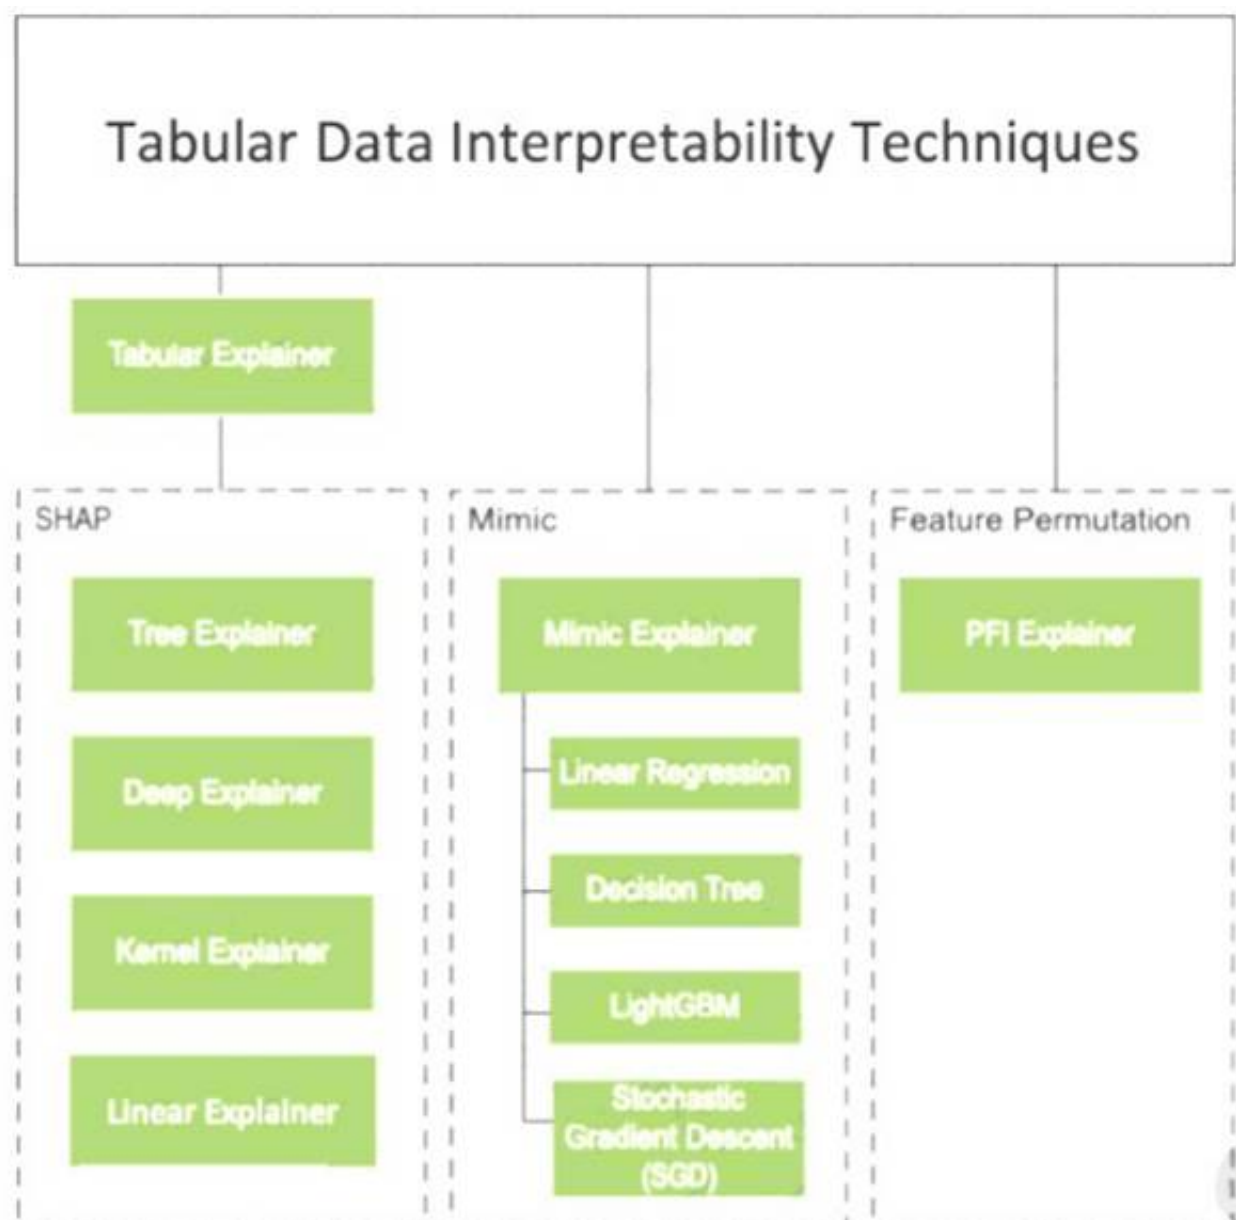 Tabular Data Interpretability Techniques
Tabular Explainer
SHAP
Tree Explainer
Deep Explainer
Kernel Explainer
Linear Explainer
Mimic
Mimic Explainer
Linear Regression
Decision Tree
LightGBM
Stochastic
Gradient Descent
(SGD)
Feature Permutation
PFI Explainer